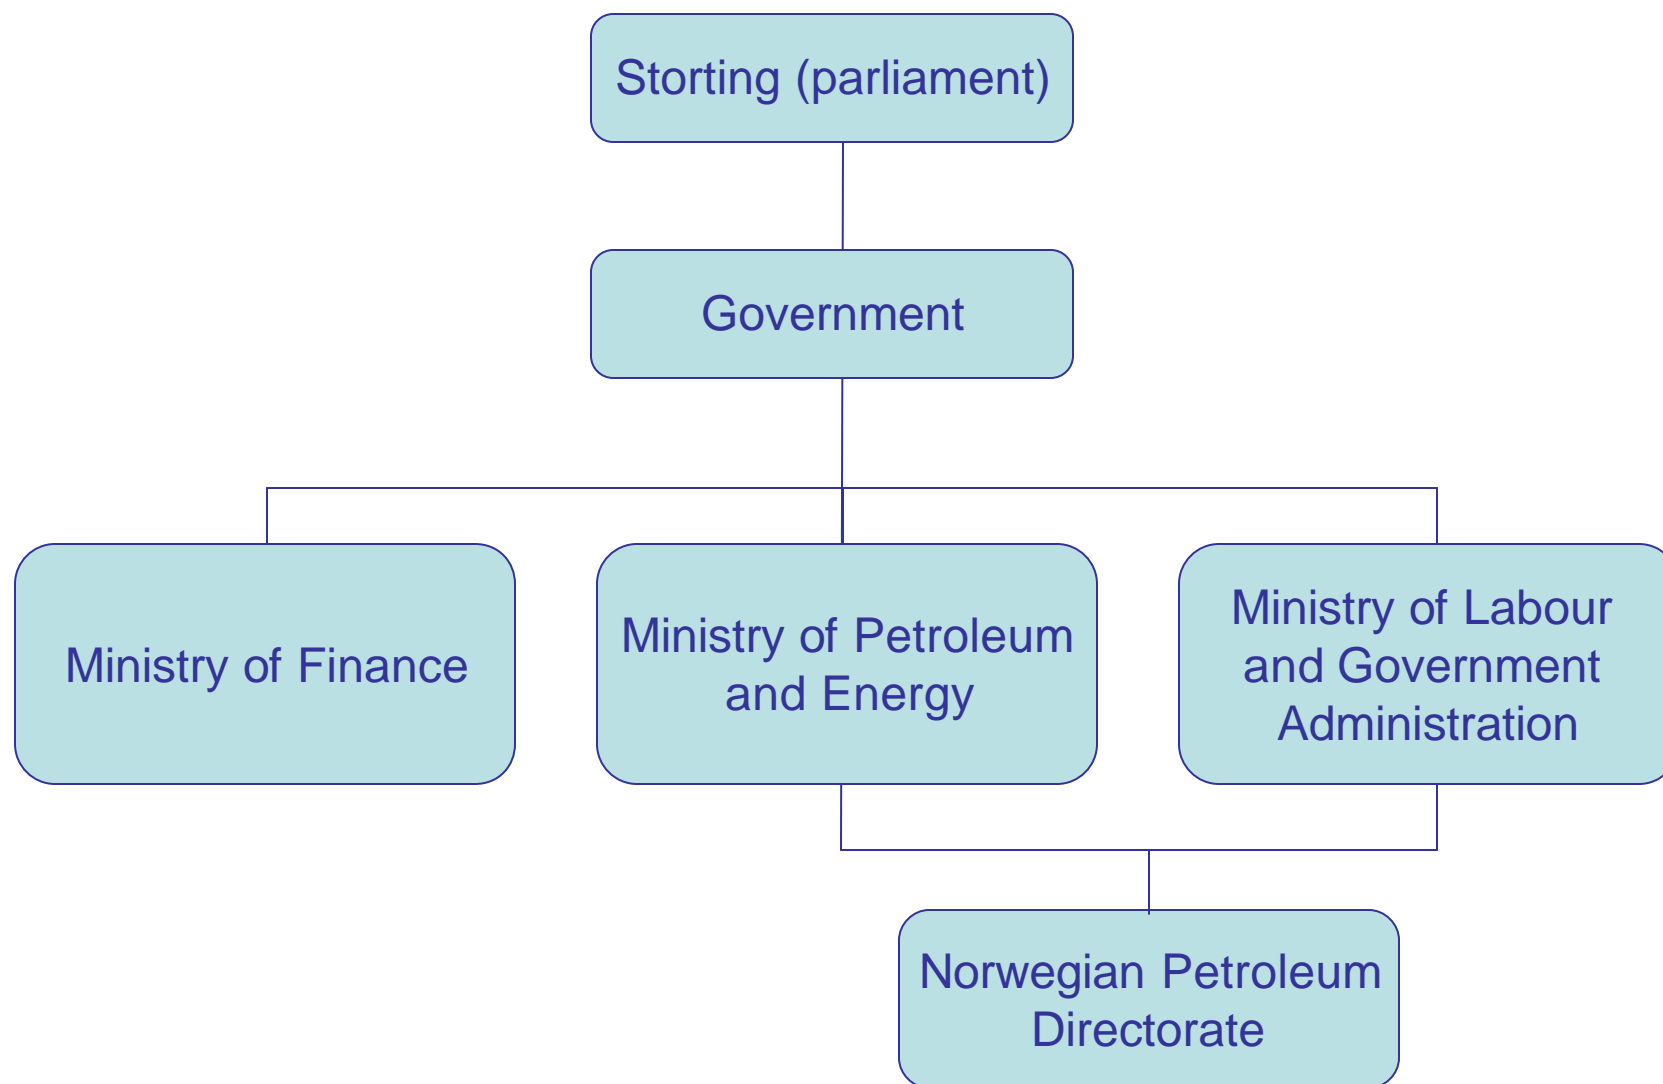 Storting (parliament)
Government
Ministry of Finance
Ministry of Petroleum
and Energy
Ministry of Labour
and Government
Administration
Norwegian Petroleum
Directorate